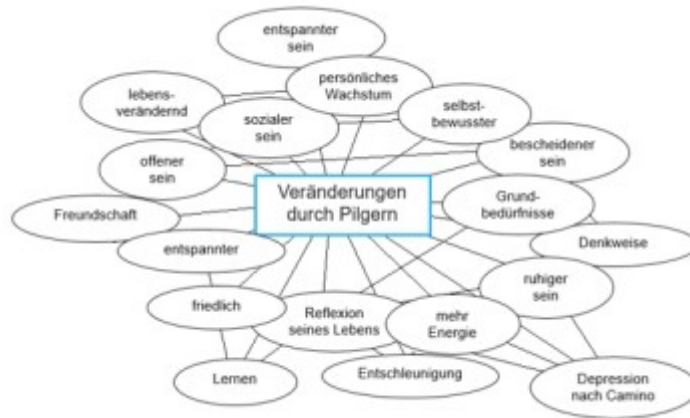 entspannter
sein
persönliches
Wachstum
lebens-
verändernd
selbst-
bewusster
sozialer
sein
bescheidener
sein
offener
sein
Veränderungen
durch Pilgern
Grund-
bedürfnisse
Freundschaft
Denkweise
entspannter
ruhiger
sein
friedlich
Reflexion
seines Lebens
mehr
Energie
Lernen
Entschleunigung
Depression
nach Camino